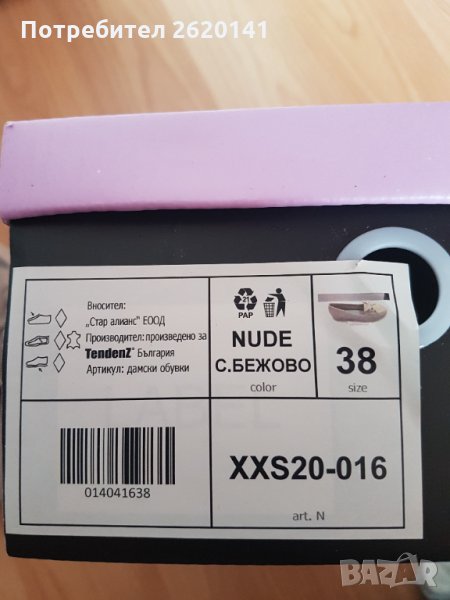 Потребител 2620141
Вносител:
„Стар алианс" ЕООД
Производител: произведено за
TendenZ България
Артикул: дамски обувки
21
PAP
NUDE
С.БЕЖОВО
color
38
size
014041638
XXS20-016
art. N
BAZAR